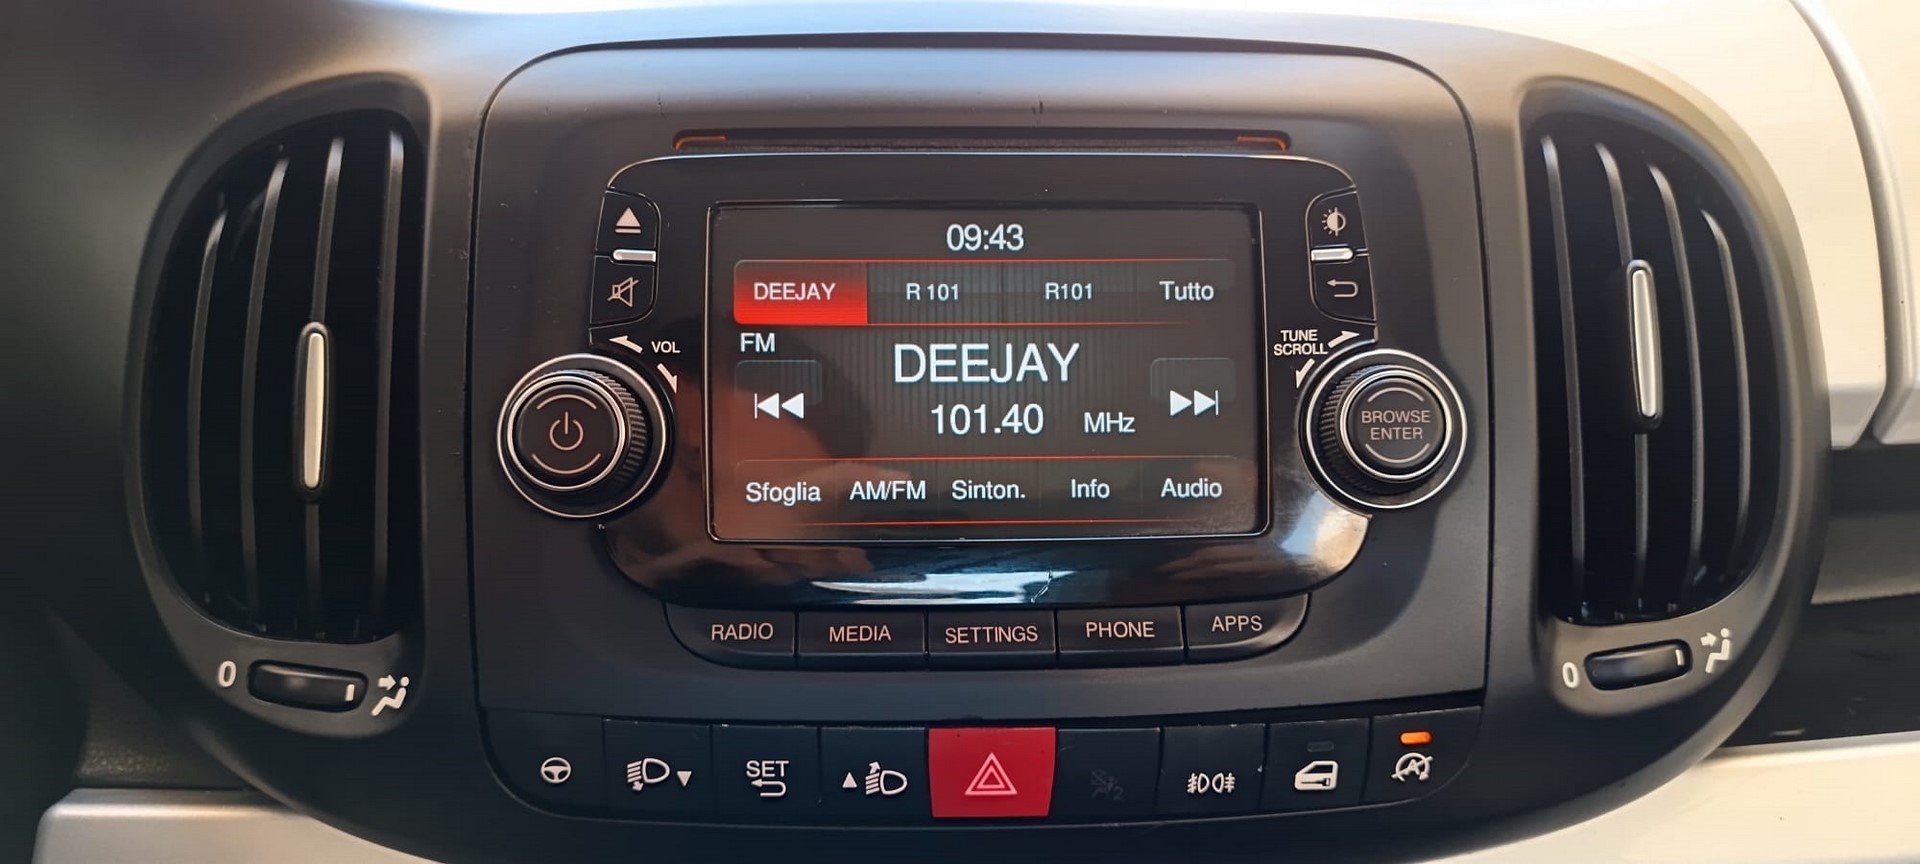 09:43
DEEJAY R 101 R101 Tutto
FM
DEEJAY
101.40 MHz
Sfoglia AM/FM Sinton. Info Audio
VOL
TUNE
SCROLL
BROWSE
ENTER
RADIO MEDIA SETTINGS PHONE APPS
0
0
SET
A